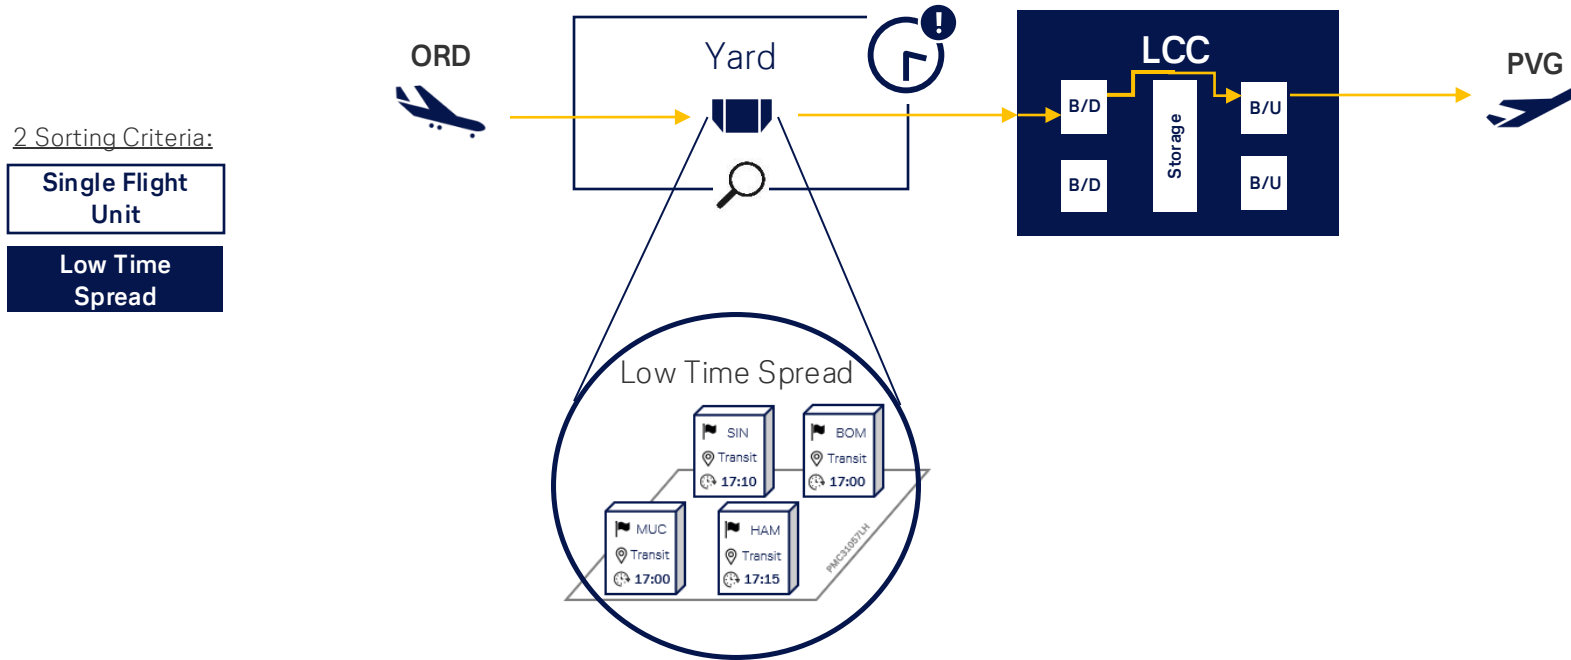 ORD
Yard
!
LCC
PVG
B/D
B/U
Storage
B/D
B/U
2 Sorting Criteria:
Single Flight
Unit
Low Time
Spread
Low Time Spread
SIN
Transit
17:10
BOM
Transit
17:00
MUC
Transit
17:00
HAM
Transit
17:15
PMC31057LH